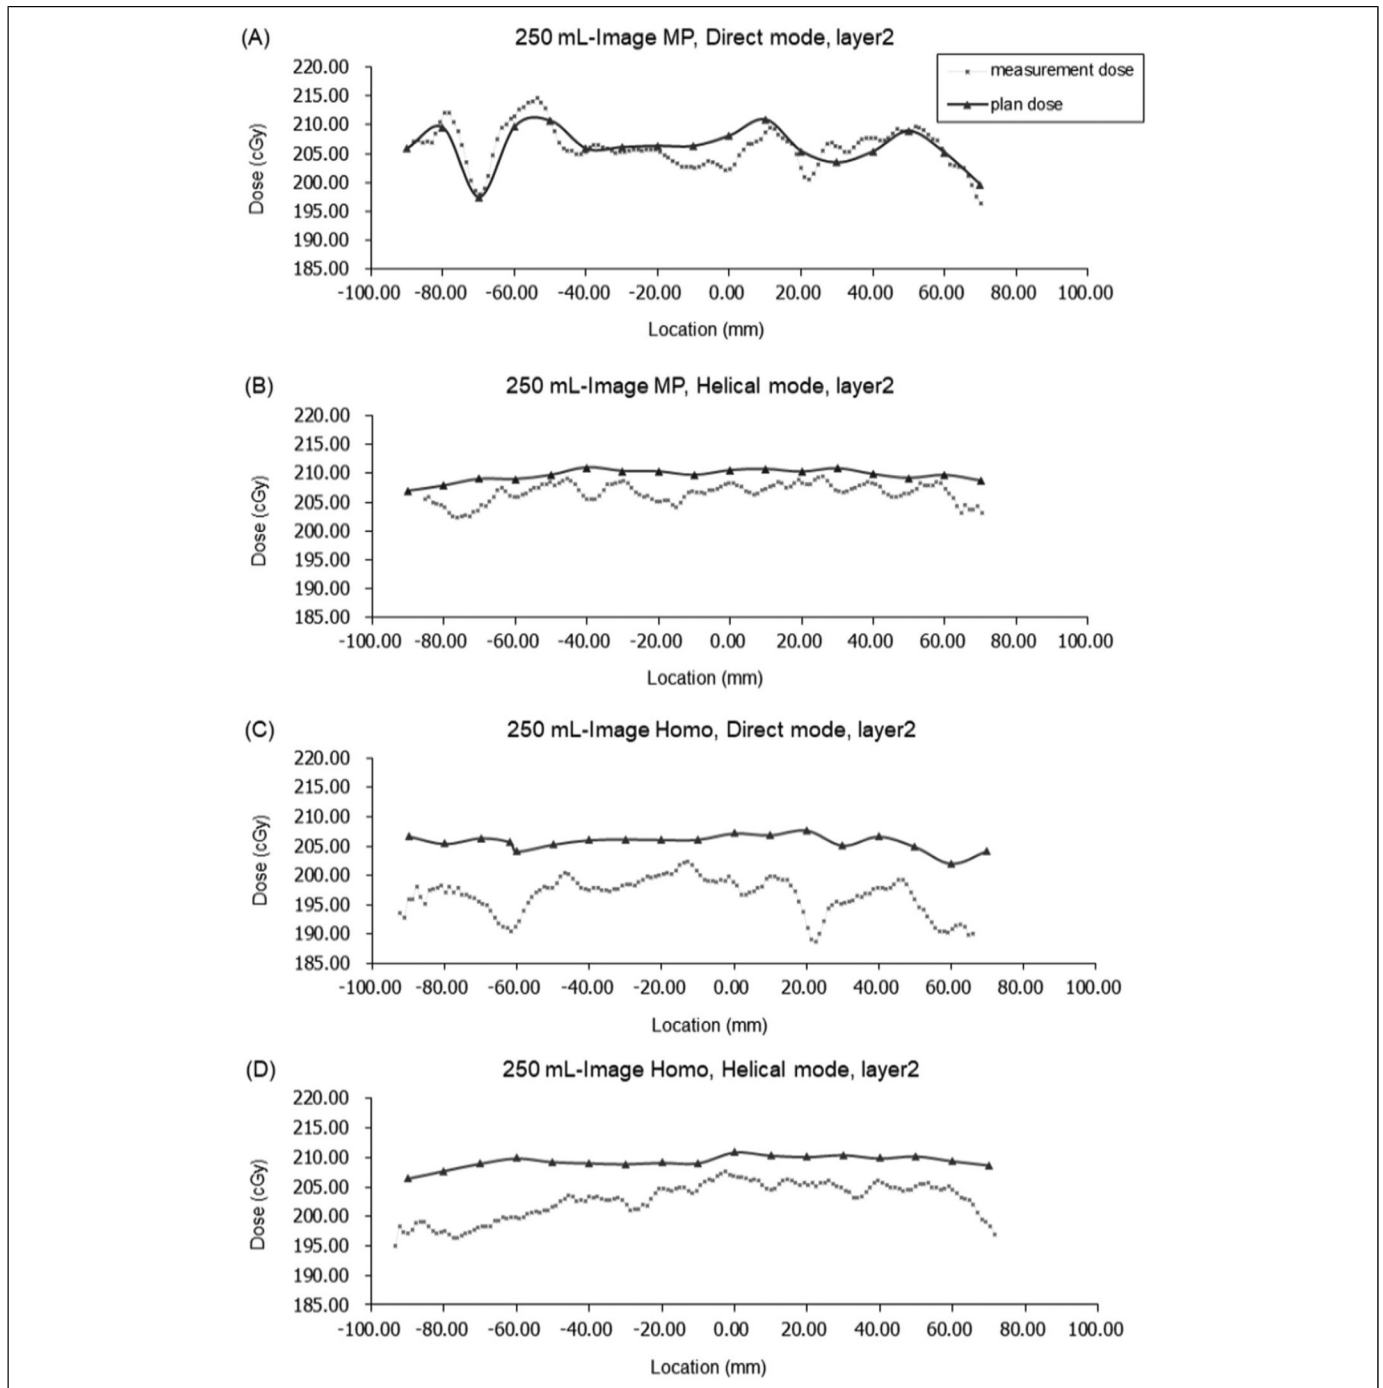 (A)
250 mL-Image MP, Direct mode, layer2
measurement dose
plan dose
220.00
215.00
210.00
205.00
200.00
195.00
190.00
185.00
Dose (cGy)
-100.00 -80.00 -60.00 -40.00 -20.00 0.00 20.00 40.00 60.00 80.00 100.00
Location (mm)
(B)
250 mL-Image MP, Helical mode, layer2
220.00
215.00
210.00
205.00
200.00
195.00
190.00
185.00
Dose (cGy)
-100.00 -80.00 -60.00 -40.00 -20.00 0.00 20.00 40.00 60.00 80.00 100.00
Location (mm)
(C)
250 mL-Image Homo, Direct mode, layer2
220.00
215.00
210.00
205.00
200.00
195.00
190.00
185.00
Dose (cGy)
-100.00 -80.00 -60.00 -40.00 -20.00 0.00 20.00 40.00 60.00 80.00 100.00
Location (mm)
(D)
250 mL-Image Homo, Helical mode, layer2
220.00
215.00
210.00
205.00
200.00
195.00
190.00
185.00
Dose (cGy)
-100.00 -80.00 -60.00 -40.00 -20.00 0.00 20.00 40.00 60.00 80.00 100.00
Location (mm)